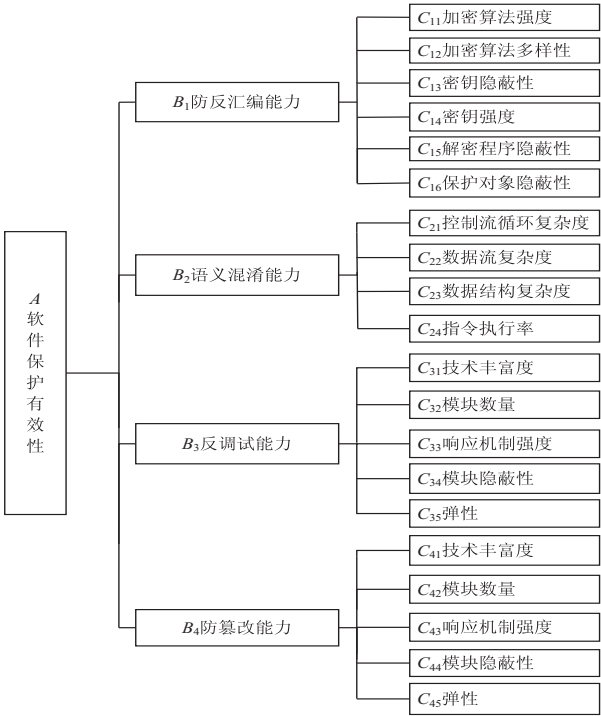 A
软件保护有效性
B₁防反汇编能力
C₁₁加密算法强度
C₁₂加密算法多样性
C₁₃密钥隐蔽性
C₁₄密钥强度
C₁₅解密程序隐蔽性
C₁₆保护对象隐蔽性
B₂语义混淆能力
C₂₁控制流循环复杂度
C₂₂数据流复杂度
C₂₃数据结构复杂度
C₂₄指令执行率
B₃反调试能力
C₃₁技术丰富度
C₃₂模块数量
C₃₃响应机制强度
C₃₄模块隐蔽性
C₃₅弹性
B₄防篡改能力
C₄₁技术丰富度
C₄₂模块数量
C₄₃响应机制强度
C₄₄模块隐蔽性
C₄₅弹性